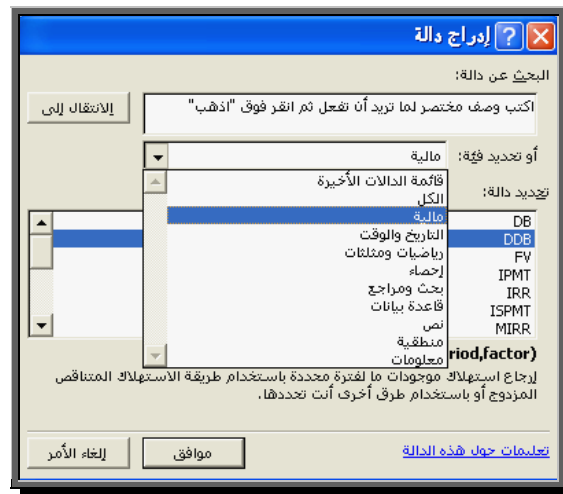 إدراج دالة
البحث عن دالة:
اكتب وصف مختصر لما تريد أن تفعل ثم انقر فوق "اذهب"
الانتقال إلى
أو تحديد فئة:
مالية
قائمة الدالات الأخيرة
الكل
مالية
التاريخ والوقت
رياضيات ومثلثات
إحصاء
بحث ومراجع
قاعدة بيانات
نص
منطقية
معلومات
تحديد دالة:
DB
DDB
FV
IPMT
IRR
ISPMT
MIRR
riod,factor)
إرجاع استهلاك موجودات ما لفترة محددة باستخدام طريقة الاستهلاك المتناقص
المزدوج أو باستخدام طرق أخرى أنت تحددها.
تعليمات حول هذه الدالة
موافق
إلغاء الأمر